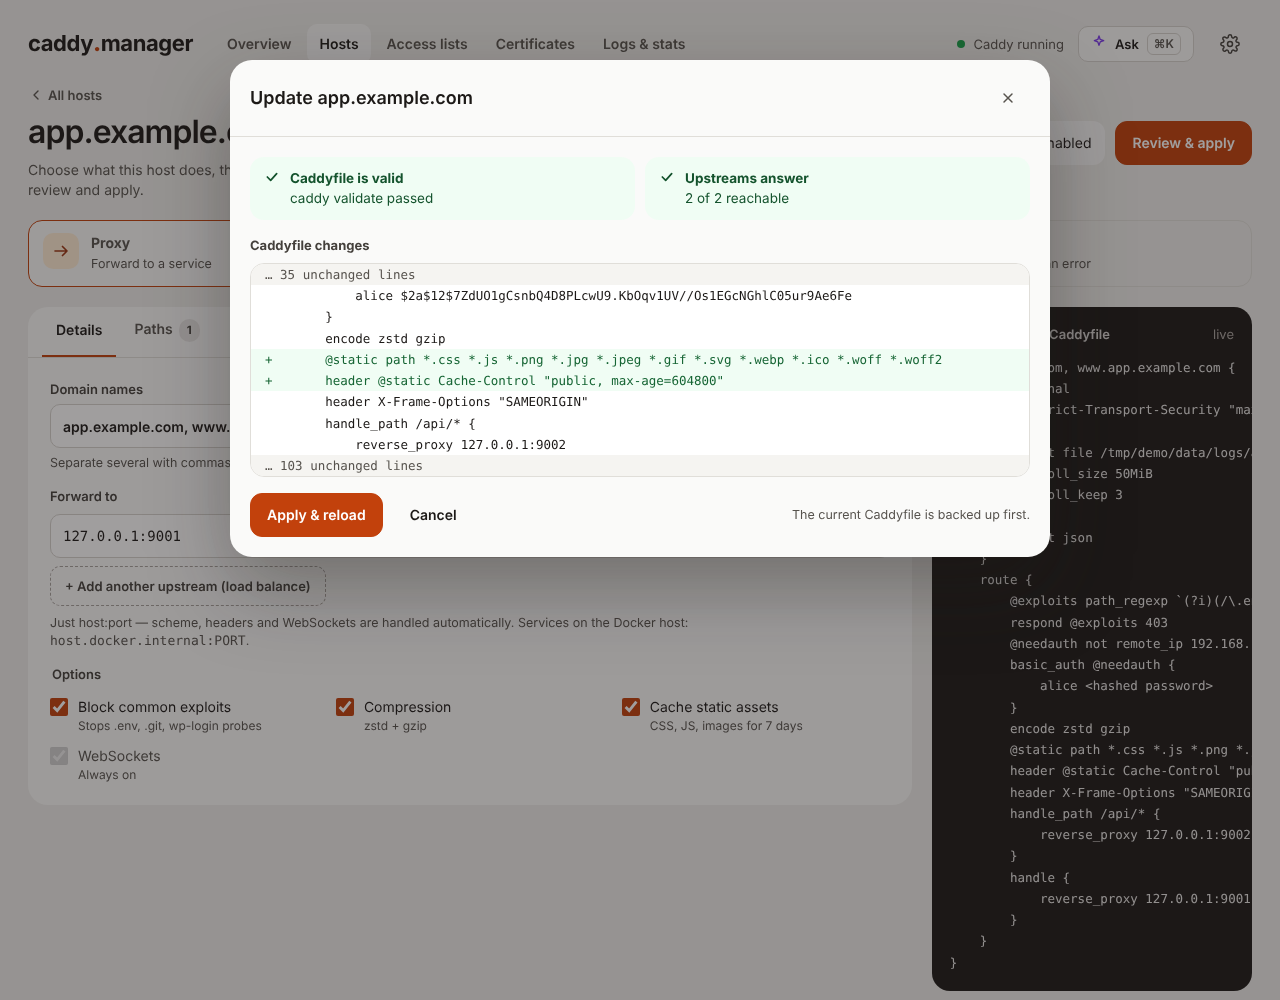 caddy.manager
Overview
Hosts
Access lists
Certificates
Logs & stats
Caddy running
Ask
⌘K
All hosts
app.example.
Choose what this host does, th
review and apply.
nabled
Review & apply
Proxy
Forward to a service
n error
Details
Paths 1
Domain names
app.example.com, www.
Separate several with commas
Forward to
127.0.0.1:9001
+ Add another upstream (load balance)
Just host:port — scheme, headers and WebSockets are handled automatically. Services on the Docker host:
host.docker.internal:PORT.
Options
Block common exploits
Stops .env, .git, wp-login probes
Compression
zstd + gzip
Cache static assets
CSS, JS, images for 7 days
WebSockets
Always on
Update app.example.com
Caddyfile is valid
caddy validate passed
Upstreams answer
2 of 2 reachable
Caddyfile changes
… 35 unchanged lines
alice $2a$12$7ZdUO1gCsnbQ4D8PLcwU9.KbOqv1UV//Os1EGcNGhlC05ur9Ae6Fe
}
encode zstd gzip
+ @static path *.css *.js *.png *.jpg *.jpeg *.gif *.svg *.webp *.ico *.woff *.woff2
+ header @static Cache-Control "public, max-age=604800"
header X-Frame-Options "SAMEORIGIN"
handle_path /api/* {
reverse_proxy 127.0.0.1:9002
… 103 unchanged lines
Apply & reload
Cancel
The current Caddyfile is backed up first.
Caddyfile
live
om, www.app.example.com {
nal
rict-Transport-Security "ma
t file /tmp/demo/data/logs/
oll_size 50MiB
oll_keep 3
t json
}
route {
@exploits path_regexp `(?i)(/\.e
respond @exploits 403
@needauth not remote_ip 192.168.
basic_auth @needauth {
alice <hashed password>
}
encode zstd gzip
@static path *.css *.js *.png *.
header @static Cache-Control "pu
header X-Frame-Options "SAMEORIG
handle_path /api/* {
reverse_proxy 127.0.0.1:9002
}
handle {
reverse_proxy 127.0.0.1:9001
}
}
}